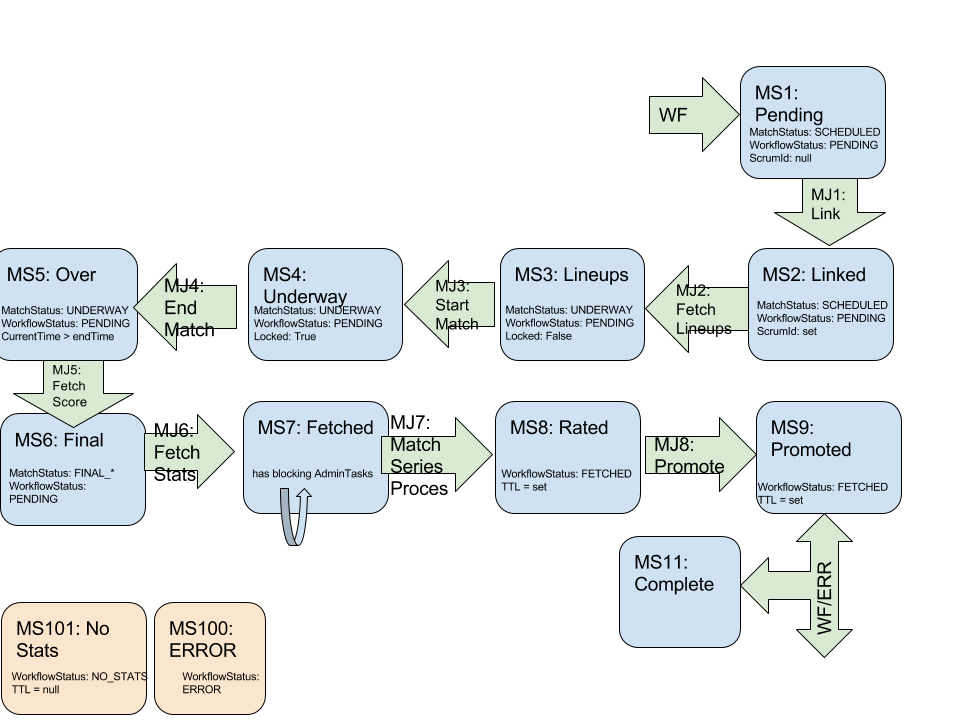 WF
MS1:
Pending
MatchStatus: SCHEDULED
WorkflowStatus: PENDING
ScrumId: null
MJ1:
Link
MS2: Linked
MatchStatus: SCHEDULED
WorkflowStatus: PENDING
ScrumId: set
MJ2:
Fetch
Lineups
MS3: Lineups
MatchStatus: UNDERWAY
WorkflowStatus: PENDING
Locked: False
MJ3:
Start
Match
MS4:
Underway
MatchStatus: UNDERWAY
WorkflowStatus: PENDING
Locked: True
MJ4:
End
Match
MS5: Over
MatchStatus: UNDERWAY
WorkflowStatus: PENDING
CurrentTime > endTime
MJ5:
Fetch
Score
MS6: Final
MatchStatus: FINAL_*
WorkflowStatus:
PENDING
MJ6:
Fetch
Stats
MS7: Fetched
has blocking AdminTasks
MJ7:
Match
Series
Proces
MS8: Rated
WorkflowStatus: FETCHED
TTL = set
MJ8:
Promote
MS9:
Promoted
WorkflowStatus: FETCHED
TTL = set
WF/ERR
MS11:
Complete
MS101: No
Stats
WorkflowStatus: NO_STATS
TTL = null
MS100:
ERROR
WorkflowStatus:
ERROR